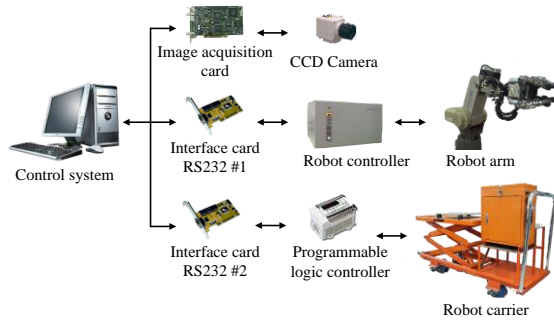 Image acquisition
card
CCD Camera
Control system
Interface card
RS232 #1
Robot controller
Robot arm
Interface card
RS232 #2
Programmable
logic controller
Robot carrier